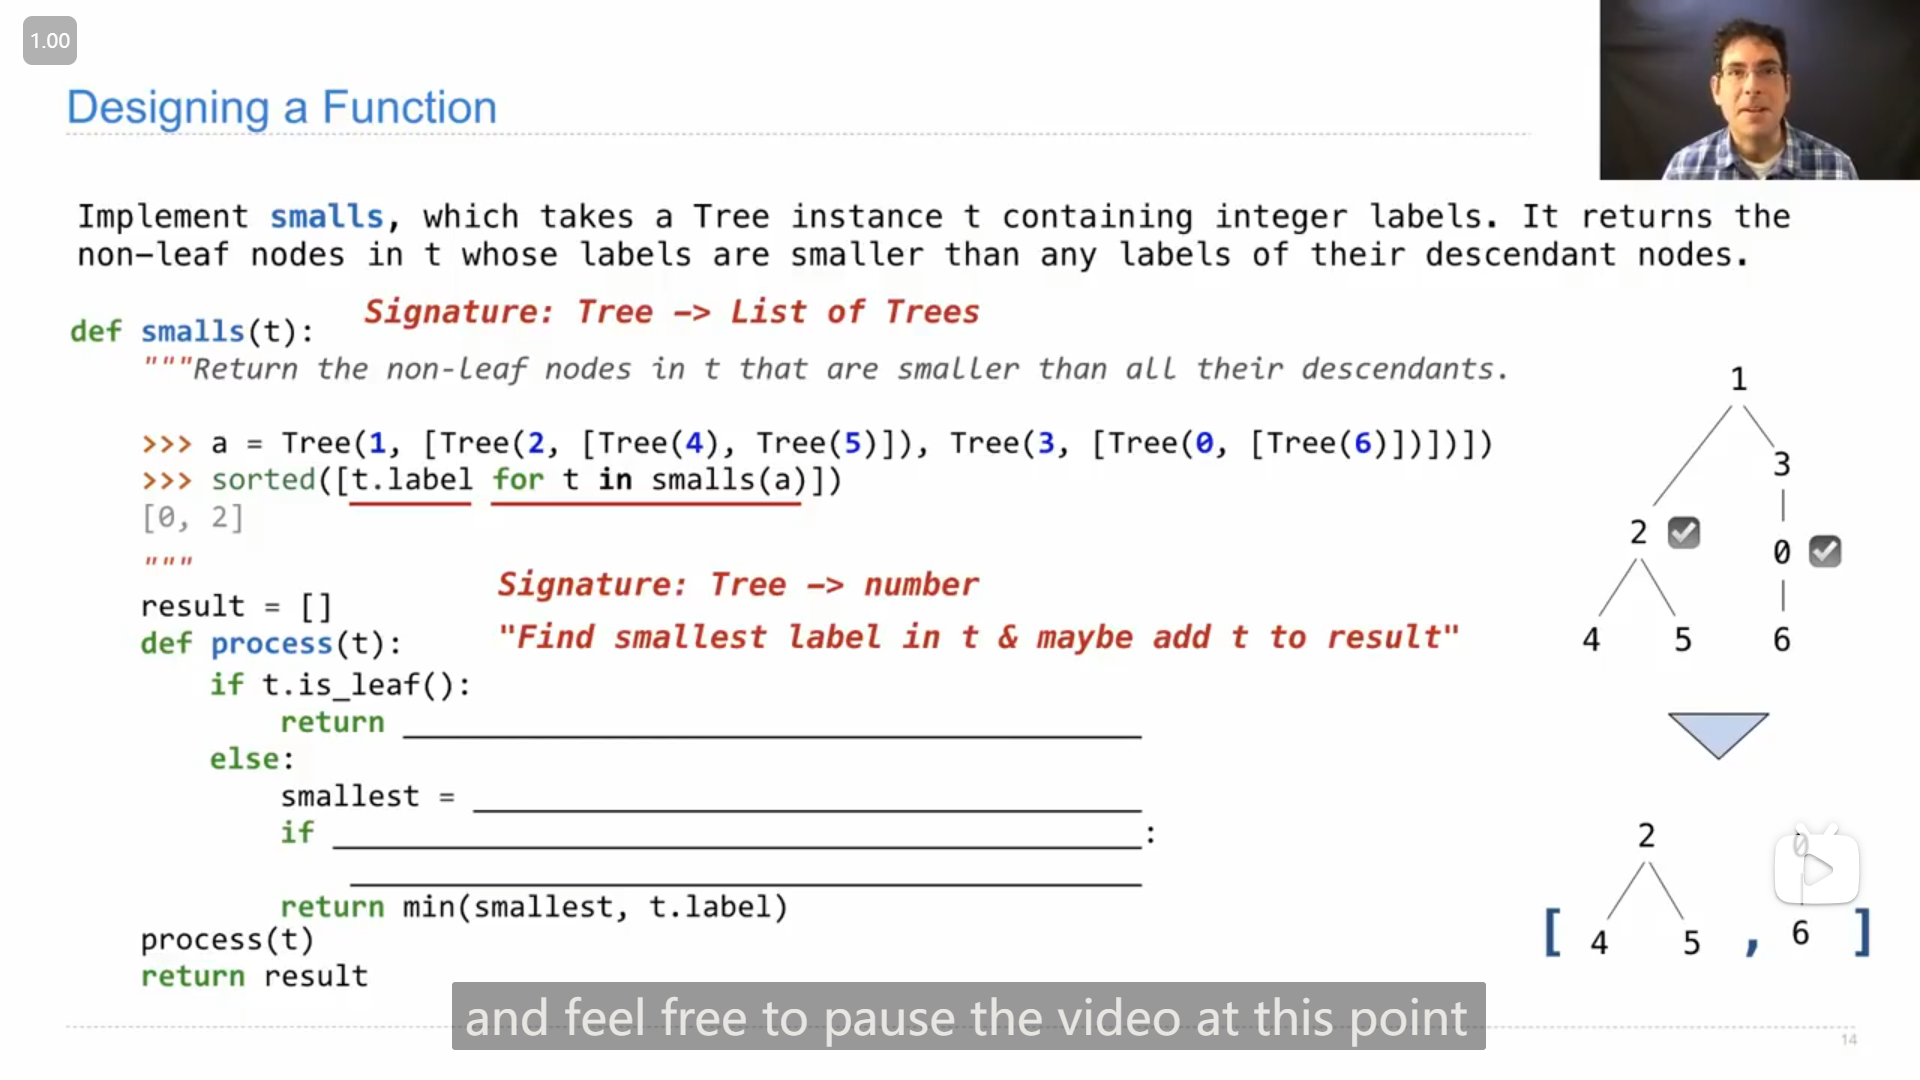 1.00
Designing a Function
Implement smalls, which takes a Tree instance t containing integer labels. It returns the
non-leaf nodes in t whose labels are smaller than any labels of their descendant nodes.
Signature: Tree -> List of Trees
def smalls(t):
"""Return the non-leaf nodes in t that are smaller than all their descendants.
>>> a = Tree(1, [Tree(2, [Tree(4), Tree(5)]), Tree(3, [Tree(0, [Tree(6)])])])
>>> sorted([t.label for t in smalls(a)])
[0, 2]
"""
Signature: Tree -> number
result = []
def process(t):
"Find smallest label in t & maybe add t to result"
if t.is_leaf():
return ____________________
else:
smallest = ____________________
if ____________________:
____________________
return min(smallest, t.label)
process(t)
return result
1
3
2
0
4 5 6
2
0
[ 4 5 , 6 ]
and feel free to pause the video at this point
14